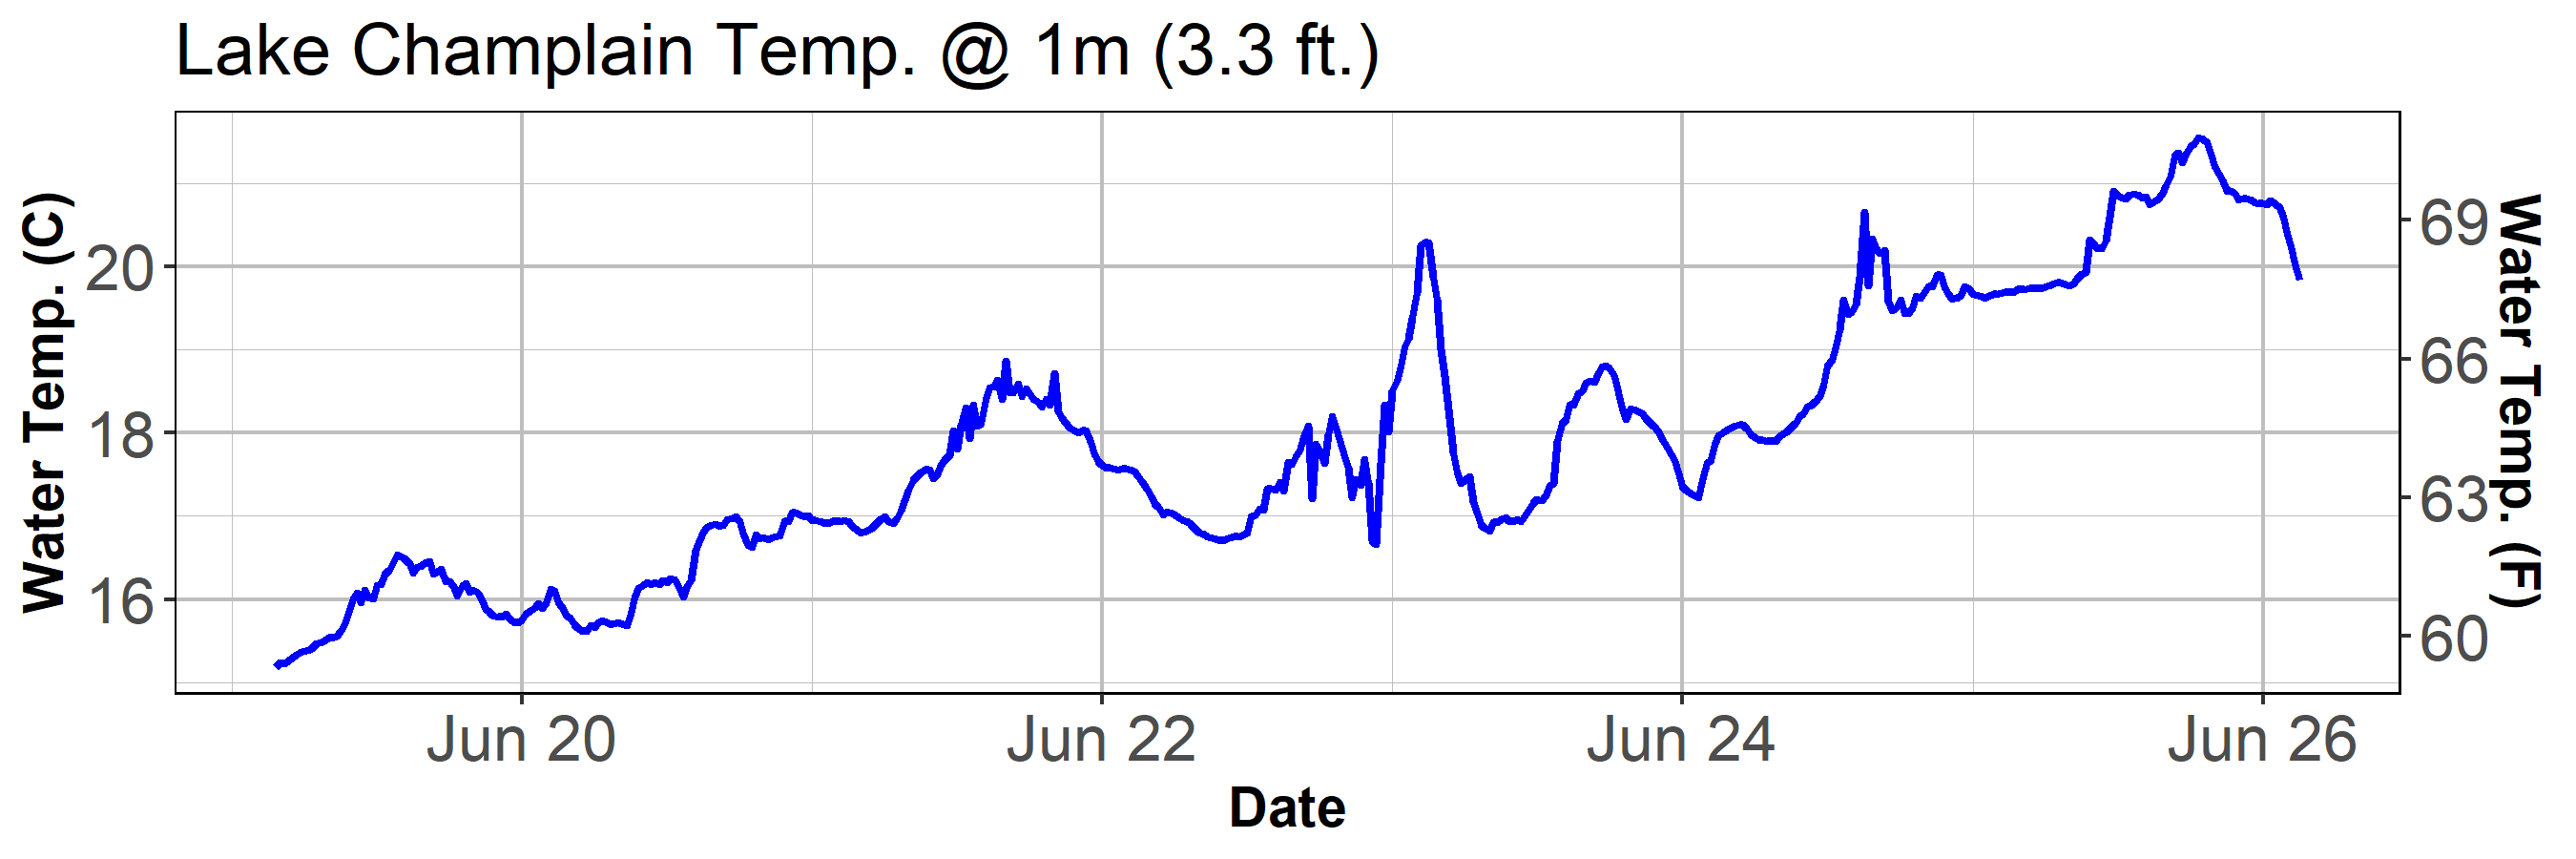 Lake Champlain Temp. @ 1m (3.3 ft.)
Water Temp. (C)
20
18
16
69
66
63
60
Water Temp. (F)
Jun 20 Jun 22 Jun 24 Jun 26
Date